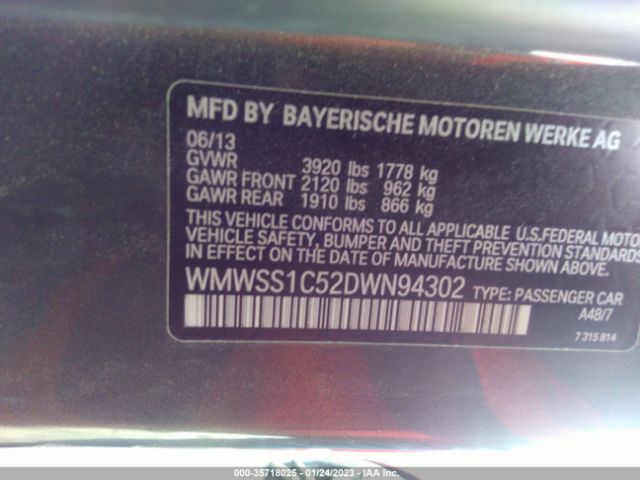 MFD BY BAYERISCHE MOTOREN WERKE AG
06/13
GVWR 3920 lbs 1778 kg
GAWR FRONT 2120 lbs 962 kg
GAWR REAR 1910 lbs 866 kg
THIS VEHICLE CONFORMS TO ALL APPLICABLE U.S.FEDERAL MOTOR
VEHICLE SAFETY, BUMPER AND THEFT PREVENTION STANDARDS
IN EFFECT ON THE DATE OF MANUFACTURE SHOWN ABOVE.
WMWSS1C52DWN94302 TYPE: PASSENGER CAR
A48/7
7 315 814
000-35718025 - 01/24/2023 - IAA Inc.